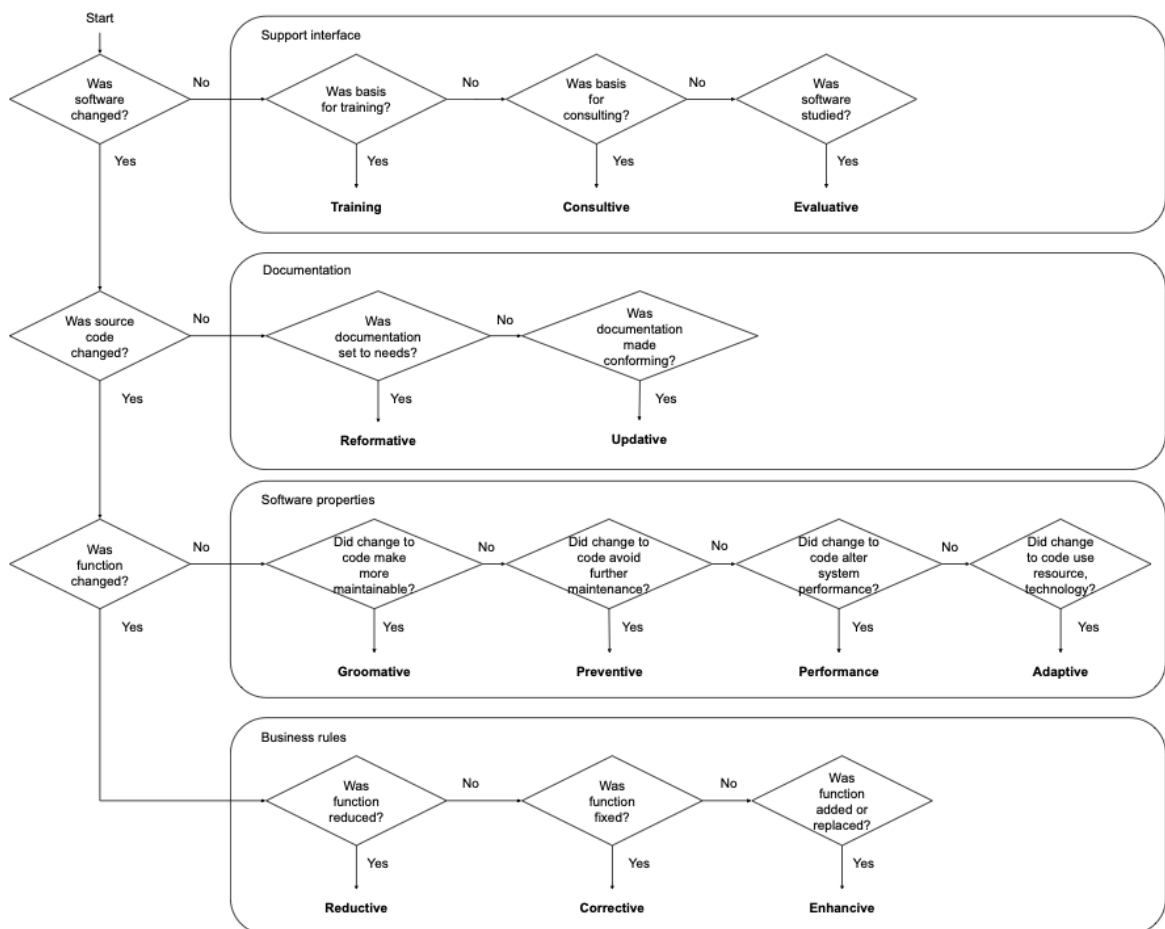 Start
Support interface
Was
software
changed?
No
Was basis
for training?
No
Was basis
for
consulting?
No
Was
software
studied?
Yes
Yes
Yes
Yes
Training
Consultive
Evaluative
Documentation
Was source
code
changed?
No
Was
documentation
set to needs?
No
Was
documentation
made
conforming?
Yes
Yes
Yes
Reformative
Updative
Software properties
Was
function
changed?
No
Did change to
code make
more
maintainable?
No
Did change to
code avoid
further
maintenance?
No
Did change to
code alter
system
performance?
No
Did change
to code use
resource,
technology?
Yes
Yes
Yes
Yes
Yes
Groomative
Preventive
Performance
Adaptive
Business rules
Was
function
reduced?
No
Was
function
fixed?
No
Was
function
added or
replaced?
Yes
Yes
Yes
Reductive
Corrective
Enhancive